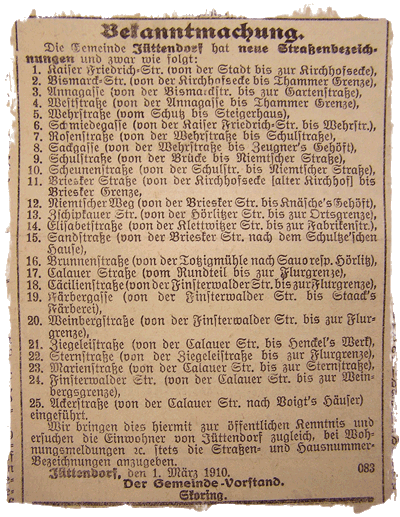 Bekanntmachung.
Die Gemeinde Jüttendorf hat neue Straßenbezeich-
nungen und zwar wie folgt:
1. Kaiser Friedrich-Str. (von der Stadt bis zur Kirchhofsecke),
2. Bismarck-Str. (von der Kirchhofsecke bis Thammer Grenze),
3. Annagasse (von der Bismarckstr. bis zur Gartenstraße),
4. Weststraße (von der Annagasse bis Thammer Grenze),
5. Wehrstraße (vom Schutz bis Steigerhaus),
6. Schmiedegasse (von der Kaiser Friedrich-Str. bis Wehrstr.),
7. Rosenstraße (von der Wehrstraße bis Schulstraße),
8. Sackgasse (von der Wehrstraße bis Zeugner's Gehöft),
9. Schulstraße (von der Brücke bis Niemtscher Straße),
10. Scheunenstraße (von der Schulstr. bis Niemtscher Straße),
11. Briesker Straße (von der Kirchhofsecke [alter Kirchhof] bis
Briesker Grenze,
12. Niemtscher Weg (von der Briesker Str. bis Knäsche's Gehöft),
13. Zschipkauer Str. (von der Hörlitzer Str. bis zur Ortsgrenze),
14. Elisabetstraße (von der Klettwitzer Str. bis zur Fabrikenstr.),
15. Sandstraße (von der Briesker Str. nach dem Schultze'schen
Hause),
16. Brunnenstraße (von der Totzigmühle nach Sauo resp. Hörlitz),
17. Calauer Straße (vom Rundteil bis zur Flurgrenze),
18. Cäcilienstraße (von der Finsterwalder Str. bis zur Flurgrenze),
19. Färbergasse (von der Finsterwalder Str. bis Staack's
Färberei),
20. Weinbergstraße (von der Finsterwalder Str. bis zur Flur-
grenze),
21. Ziegeleistraße (von der Calauer Str. bis Henckel's Werk),
22. Sternstraße (von der Ziegeleistraße bis zur Flurgrenze),
23. Marienstraße (von der Calauer Str. bis zur Sternstraße),
24. Finsterwalder Str. (von der Calauer Str. bis zur Wein-
bergsgrenze),
25. Ackerstraße (von der Calauer Str. nach Voigt's Häuser)
eingeführt.
Wir bringen dies hiermit zur öffentlichen Kenntnis und
ersuchen die Einwohner von Jüttendorf zugleich, bei Woh-
nungsmeldungen ꝛc. stets die Straßen- und Hausnummer-
Bezeichnungen anzugeben.
Jüttendorf, den 1. März 1910. 083
Der Gemeinde-Vorstand.
Skoring.